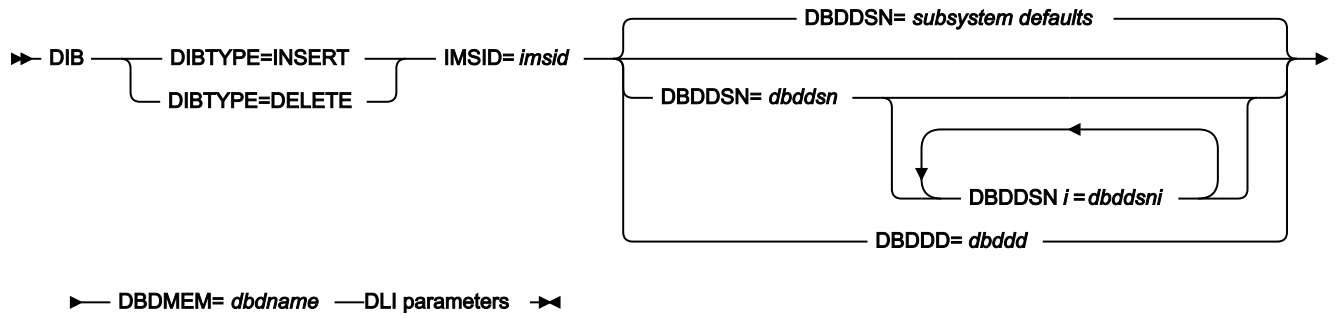 DBDDSN= subsystem defaults
DIB DIBTYPE=INSERT IMSID= imsid
DIBTYPE=DELETE
DBDDSN= dbddsn
DBDDSN i =dbddsni
DBDDD= dbddd
DBDMEM= dbdname DLI parameters